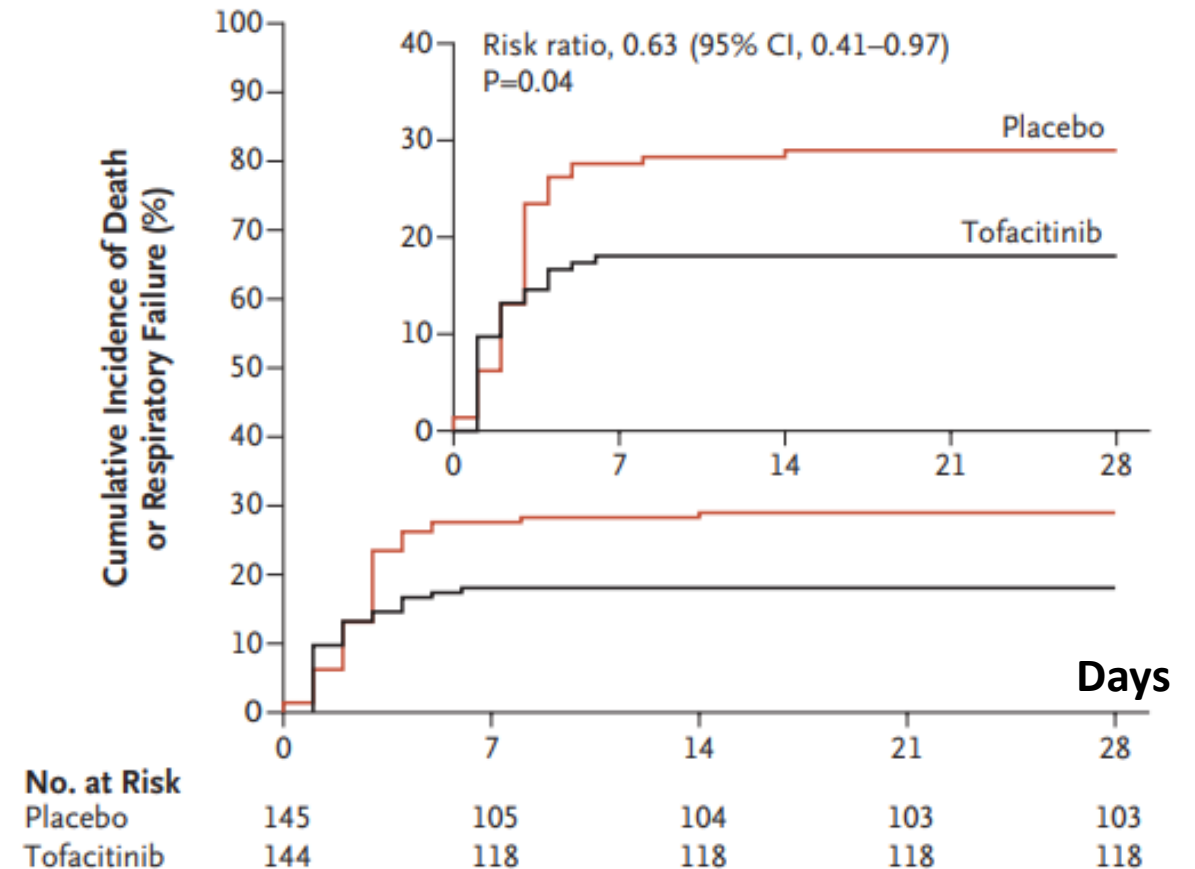 Cumulative Incidence of Death
or Respiratory Failure (%)
100
90
80
70
60
50
40
30
20
10
0
0 7 14 21 28
Days
Risk ratio, 0.63 (95% CI, 0.41–0.97)
P=0.04
40
30
20
10
0
0 7 14 21 28
Placebo
Tofacitinib
No. at Risk
Placebo 145 105 104 103 103
Tofacitinib 144 118 118 118 118